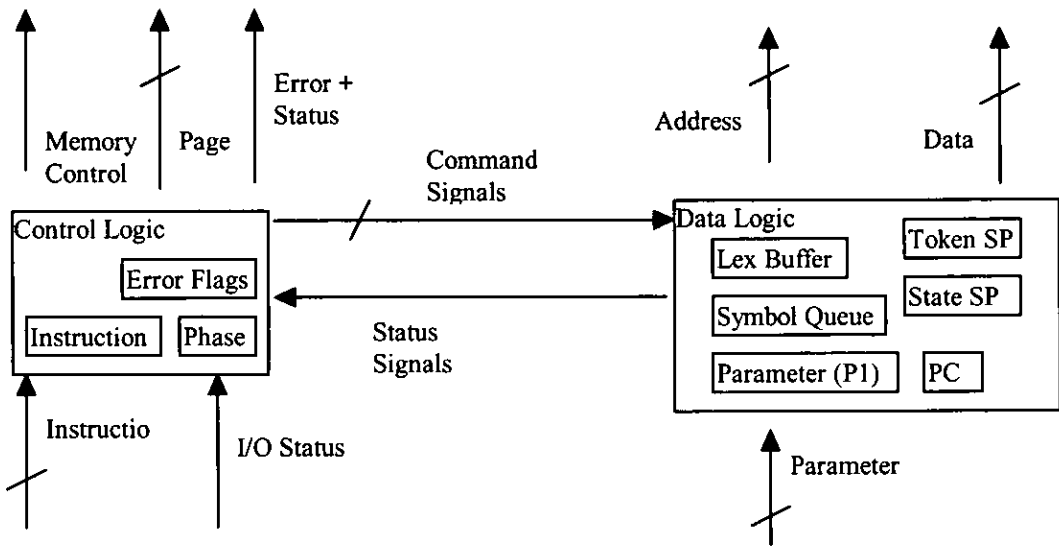 Error +
Status
Memory
Control
Page
Address
Data
Command
Signals
Control Logic
Error Flags
Instruction
Phase
Data Logic
Token SP
Lex Buffer
State SP
Symbol Queue
Parameter (P1)
PC
Status
Signals
Instructio
I/O Status
Parameter